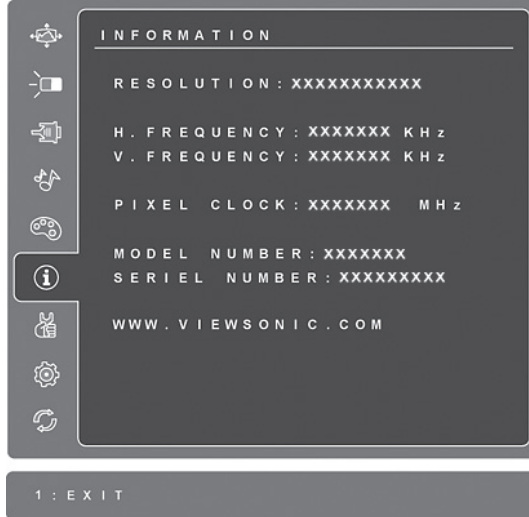 INFORMATION
RESOLUTION: XXXXXXXXXXX
H. FREQUENCY: XXXXXXX KHz
V. FREQUENCY: XXXXXXX KHz
PIXEL CLOCK: XXXXXXX MHz
MODEL NUMBER: XXXXXXX
SERIEL NUMBER: XXXXXXXXX
WWW.VIEWSONIC.COM
1: EXIT